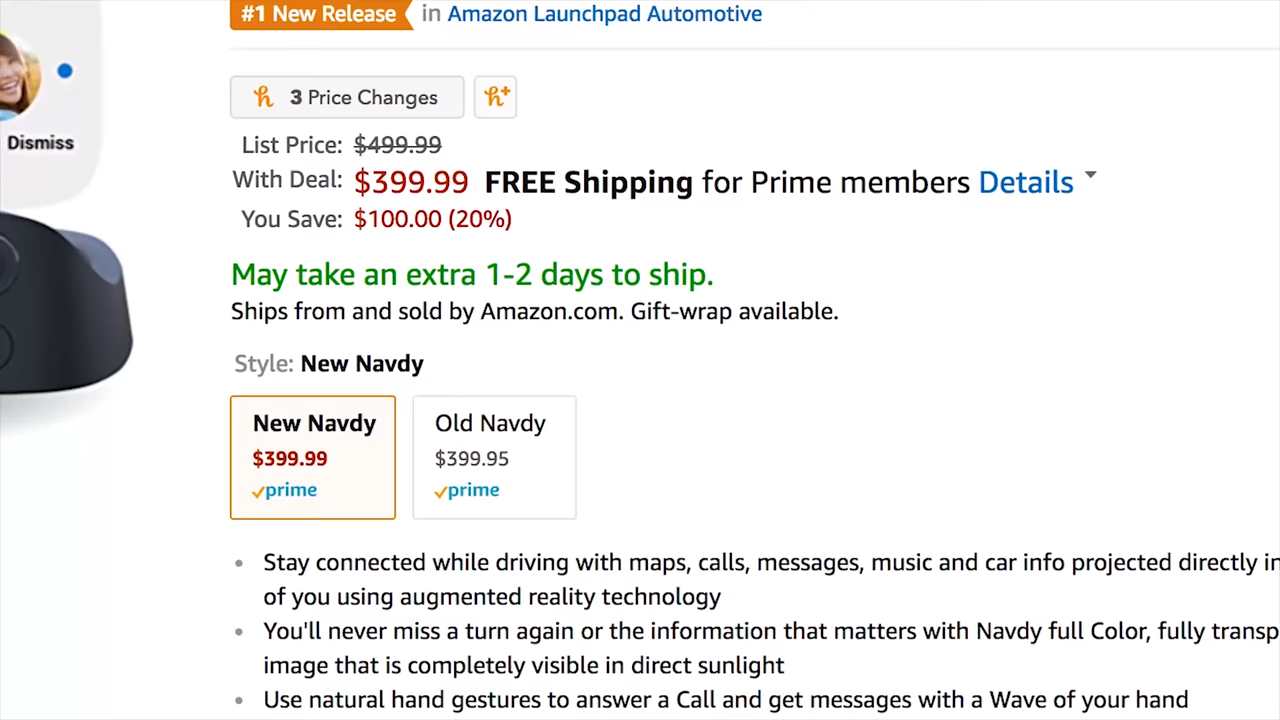 #1 New Release in Amazon Launchpad Automotive
3 Price Changes
Dismiss
List Price: $499.99
With Deal: $399.99 FREE Shipping for Prime members Details
You Save: $100.00 (20%)
May take an extra 1-2 days to ship.
Ships from and sold by Amazon.com. Gift-wrap available.
Style: New Navdy
New Navdy Old Navdy
$399.99 $399.95
prime prime
Stay connected while driving with maps, calls, messages, music and car info projected directly
of you using augmented reality technology
You'll never miss a turn again or the information that matters with Navdy full Color, fully transp
image that is completely visible in direct sunlight
Use natural hand gestures to answer a Call and get messages with a Wave of your hand